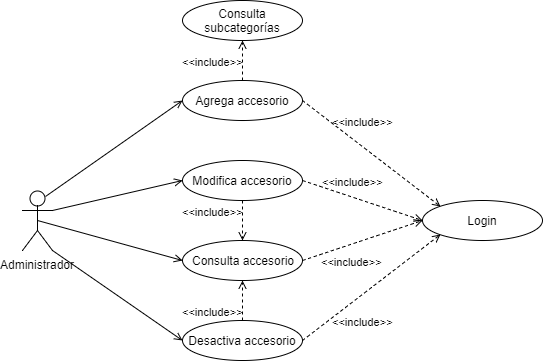 Consulta
subcategorías
<<include>>
Agrega accesorio
<<include>>
Modifica accesorio
<<include>>
<<include>>
Login
Administrador
Consulta accesorio
<<include>>
<<include>>
Desactiva accesorio
<<include>>